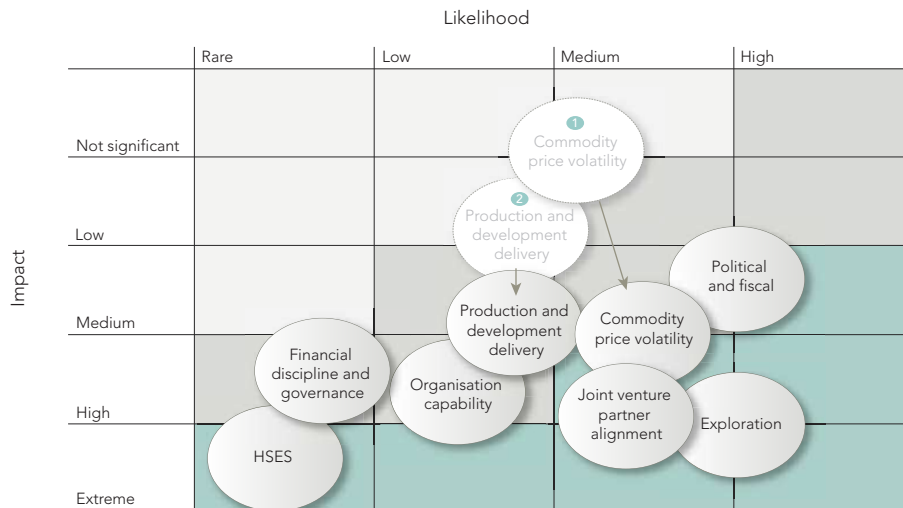 Likelihood
Rare
Low
Medium
High
Impact
Not significant
Low
Medium
High
Extreme
1
Commodity
price volatility
2
Production and
development
delivery
Political
and fiscal
Production and
development
delivery
Commodity
price volatility
Financial
discipline and
governance
Organisation
capability
Joint venture
partner
alignment
Exploration
HSES